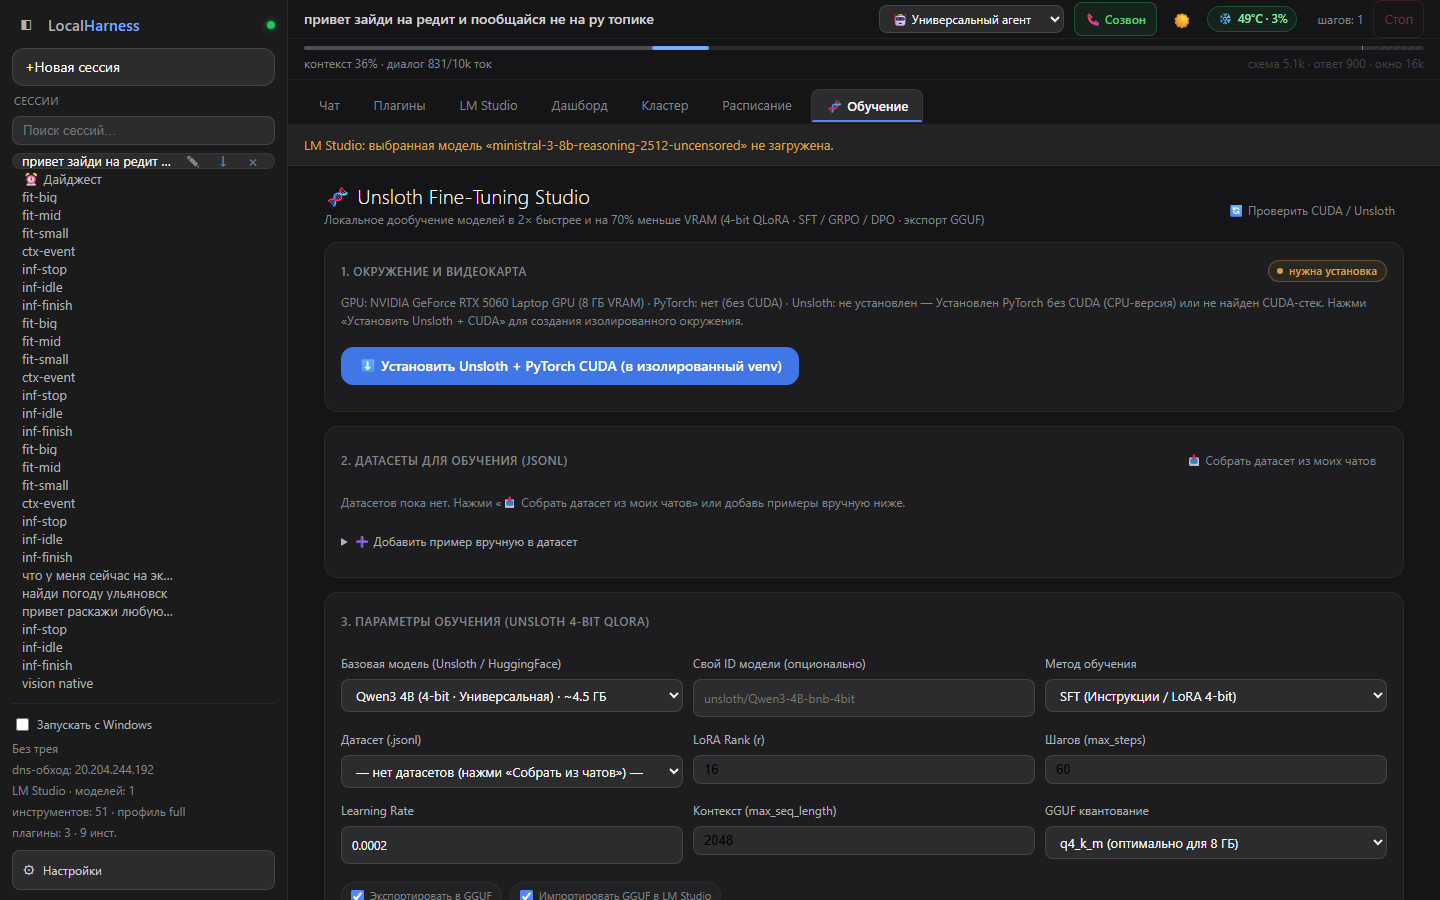 LocalHarness
+Новая сессия
СЕССИИ
Поиск сессий…
привет зайди на редит ...
Дайджест
fit-big
fit-mid
fit-small
ctx-event
inf-stop
inf-idle
inf-finish
fit-big
fit-mid
fit-small
ctx-event
inf-stop
inf-idle
inf-finish
fit-big
fit-mid
fit-small
ctx-event
inf-stop
inf-idle
inf-finish
что у меня сейчас на эк...
найди погоду ульяновск
привет раскажи любую...
inf-stop
inf-idle
inf-finish
vision native
Запускать с Windows
Без трея
dns-обход: 20.204.244.192
LM Studio · моделей: 1
инструментов: 51 · профиль full
плагины: 3 · 9 инст.
Настройки
привет зайди на редит и пообщайся не на ру топике
Универсальный агент
Созвон
49°C · 3%
шагов: 1
Стоп
контекст 36% · диалог 831/10k ток
схема 5.1k · ответ 900 · окно 16k
Чат
Плагины
LM Studio
Дашборд
Кластер
Расписание
Обучение
LM Studio: выбранная модель «ministral-3-8b-reasoning-2512-uncensored» не загружена.
Unsloth Fine-Tuning Studio
Локальное дообучение моделей в 2× быстрее и на 70% меньше VRAM (4-bit QLoRA · SFT / GRPO / DPO · экспорт GGUF)
Проверить CUDA / Unsloth
1. ОКРУЖЕНИЕ И ВИДЕОКАРТА
нужна установка
GPU: NVIDIA GeForce RTX 5060 Laptop GPU (8 ГБ VRAM) · PyTorch: нет (без CUDA) · Unsloth: не установлен — Установлен PyTorch без CUDA (CPU-версия) или не найден CUDA-стек. Нажми
«Установить Unsloth + CUDA» для создания изолированного окружения.
Установить Unsloth + PyTorch CUDA (в изолированный venv)
2. ДАТАСЕТЫ ДЛЯ ОБУЧЕНИЯ (JSONL)
Собрать датасет из моих чатов
Датасетов пока нет. Нажми « Собрать датасет из моих чатов» или добавь примеры вручную ниже.
Добавить пример вручную в датасет
3. ПАРАМЕТРЫ ОБУЧЕНИЯ (UNSLOTH 4-BIT QLORA)
Базовая модель (Unsloth / HuggingFace)
Свой ID модели (опционально)
Метод обучения
Qwen3 4B (4-bit · Универсальная) · ~4.5 ГБ
unsloth/Qwen3-4B-bnb-4bit
SFT (Инструкции / LoRA 4-bit)
Датасет (.jsonl)
LoRA Rank (r)
Шагов (max_steps)
— нет датасетов (нажми «Собрать из чатов») —
16
60
Learning Rate
Контекст (max_seq_length)
GGUF квантование
0.0002
2048
q4_k_m (оптимально для 8 ГБ)
Экспортировать в GGUF
Импортировать GGUF в LM Studio